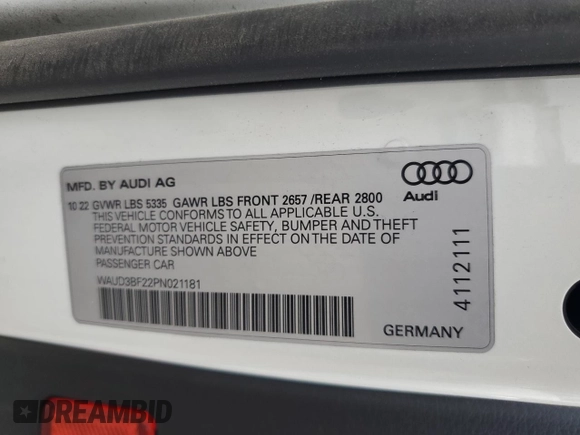 MFD. BY AUDI AG
Audi
10 22 GVWR LBS 5335 GAWR LBS FRONT 2657 /REAR 2800
THIS VEHICLE CONFORMS TO ALL APPLICABLE U.S.
FEDERAL MOTOR VEHICLE SAFETY, BUMPER AND THEFT
PREVENTION STANDARDS IN EFFECT ON THE DATE OF
MANUFACTURE SHOWN ABOVE
PASSENGER CAR
WAUD3BF22PN021181
4112111
GERMANY
DREAMBID